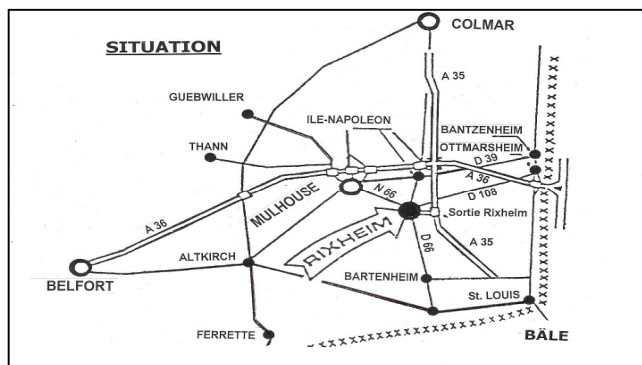 SITUATION
COLMAR
A 35
GUEBWILLER
ILE-NAPOLEON
BANTZENHEIM
OTTMARSHEIM
THANN
D 39
A 36
D 108
MULHOUSE
N 66
Sortie Rixheim
A 36
RIXHEIM
D 66
A 35
ALTKIRCH
BARTENHEIM
BELFORT
St. LOUIS
FERRETTE
BÄLE